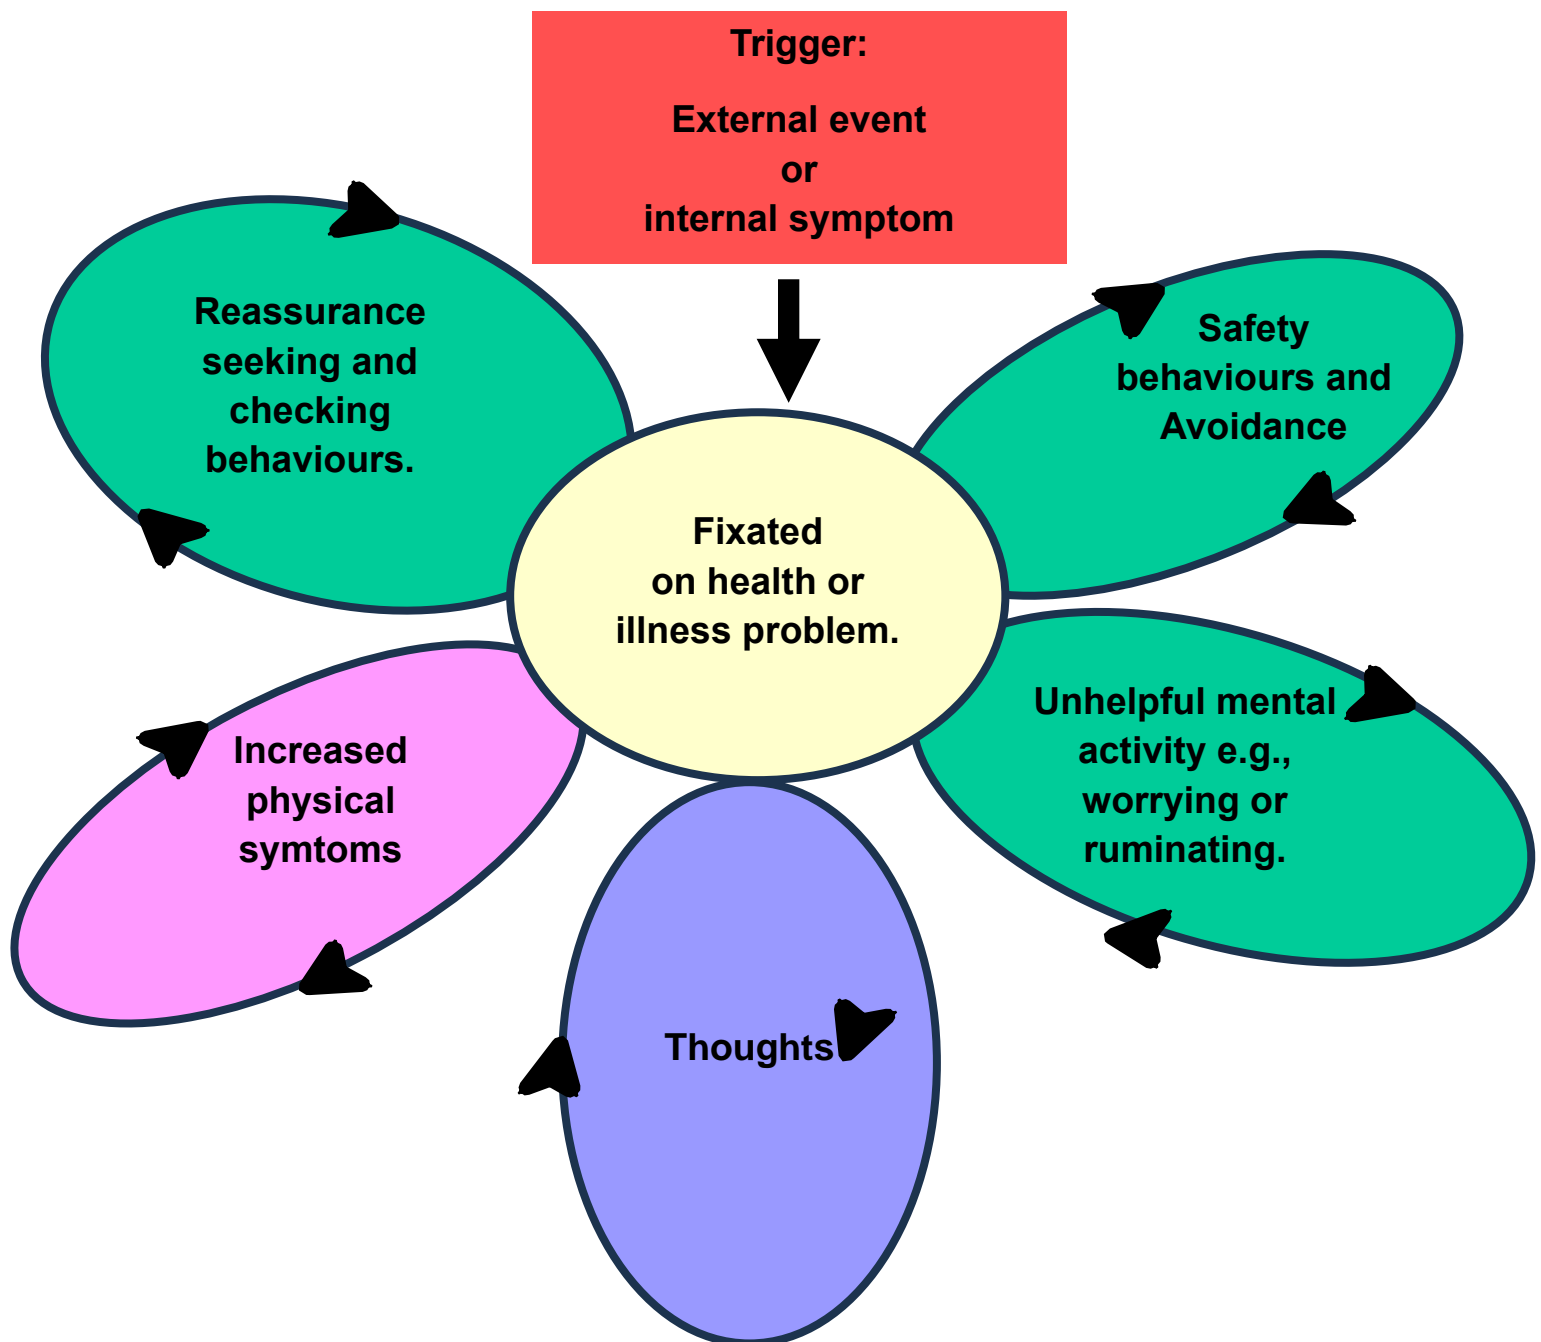 Trigger:
External event
or
internal symptom
Reassurance
seeking and
checking
behaviours.
Safety
behaviours and
Avoidance
Fixated
on health or
illness problem.
Increased
physical
symtoms
Unhelpful mental
activity e.g.,
worrying or
ruminating.
Thoughts